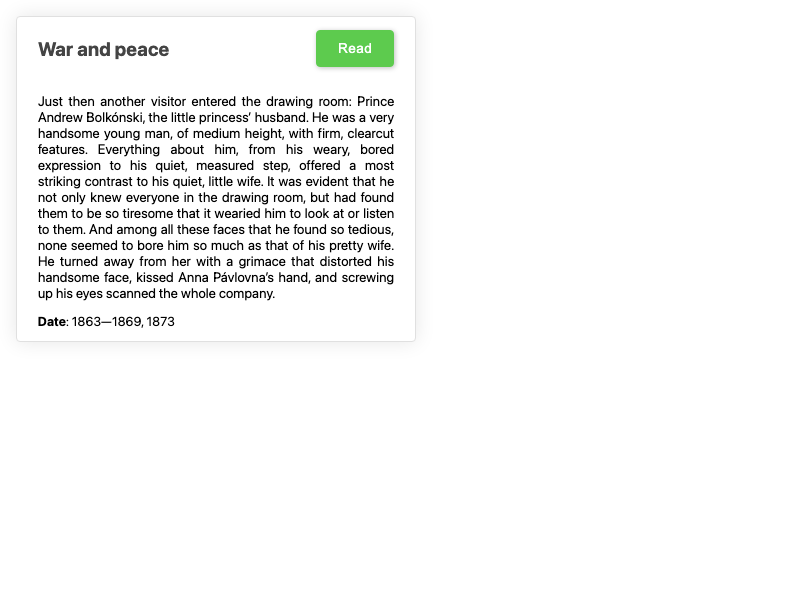 War and peace
Read
Just then another visitor entered the drawing room: Prince
Andrew Bolkónski, the little princess’ husband. He was a very
handsome young man, of medium height, with firm, clearcut
features. Everything about him, from his weary, bored
expression to his quiet, measured step, offered a most
striking contrast to his quiet, little wife. It was evident that he
not only knew everyone in the drawing room, but had found
them to be so tiresome that it wearied him to look at or listen
to them. And among all these faces that he found so tedious,
none seemed to bore him so much as that of his pretty wife.
He turned away from her with a grimace that distorted his
handsome face, kissed Anna Pávlovna’s hand, and screwing
up his eyes scanned the whole company.
Date: 1863—1869, 1873